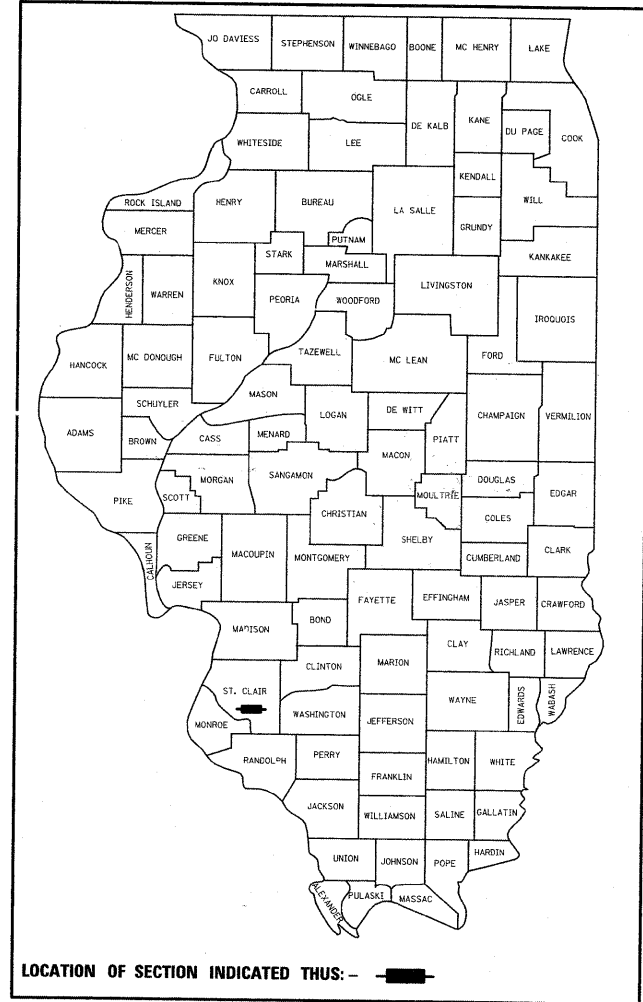 JO DAVIESS STEPHENSON WINNEBAGO BOONE MC HENRY LAKE
CARROLL OGLE
DE KALB KANE DU PAGE COOK
WHITESIDE LEE
KENDALL
ROCK ISLAND HENRY BUREAU LA SALLE WILL
MERCER PUTNAM GRUNDY
STARK MARSHALL KANKAKEE
HENDERSON WARREN KNOX PEORIA WOODFORD LIVINGSTON
IROQUOIS
HANCOCK MC DONOUGH FULTON TAZEWELL MC LEAN FORD
SCHUYLER MASON
ADAMS BROWN CASS MENARD LOGAN DE WITT PIATT CHAMPAIGN VERMILION
MACON
PIKE SCOTT MORGAN SANGAMON MOULTRIE DOUGLAS EDGAR
CHRISTIAN COLES
CALHOUN GREENE MACOUPIN MONTGOMERY SHELBY CUMBERLAND CLARK
JERSEY
MADISON BOND FAYETTE EFFINGHAM JASPER CRAWFORD
CLINTON MARION CLAY RICHLAND LAWRENCE
ST. CLAIR WAYNE EDWARDS WABASH
MONROE WASHINGTON JEFFERSON
RANDOLPH PERRY HAMILTON WHITE
FRANKLIN
JACKSON WILLIAMSON SALINE GALLATIN
UNION JOHNSON POPE HARDIN
ALEXANDER PULASKI MASSAC
LOCATION OF SECTION INDICATED THUS: –